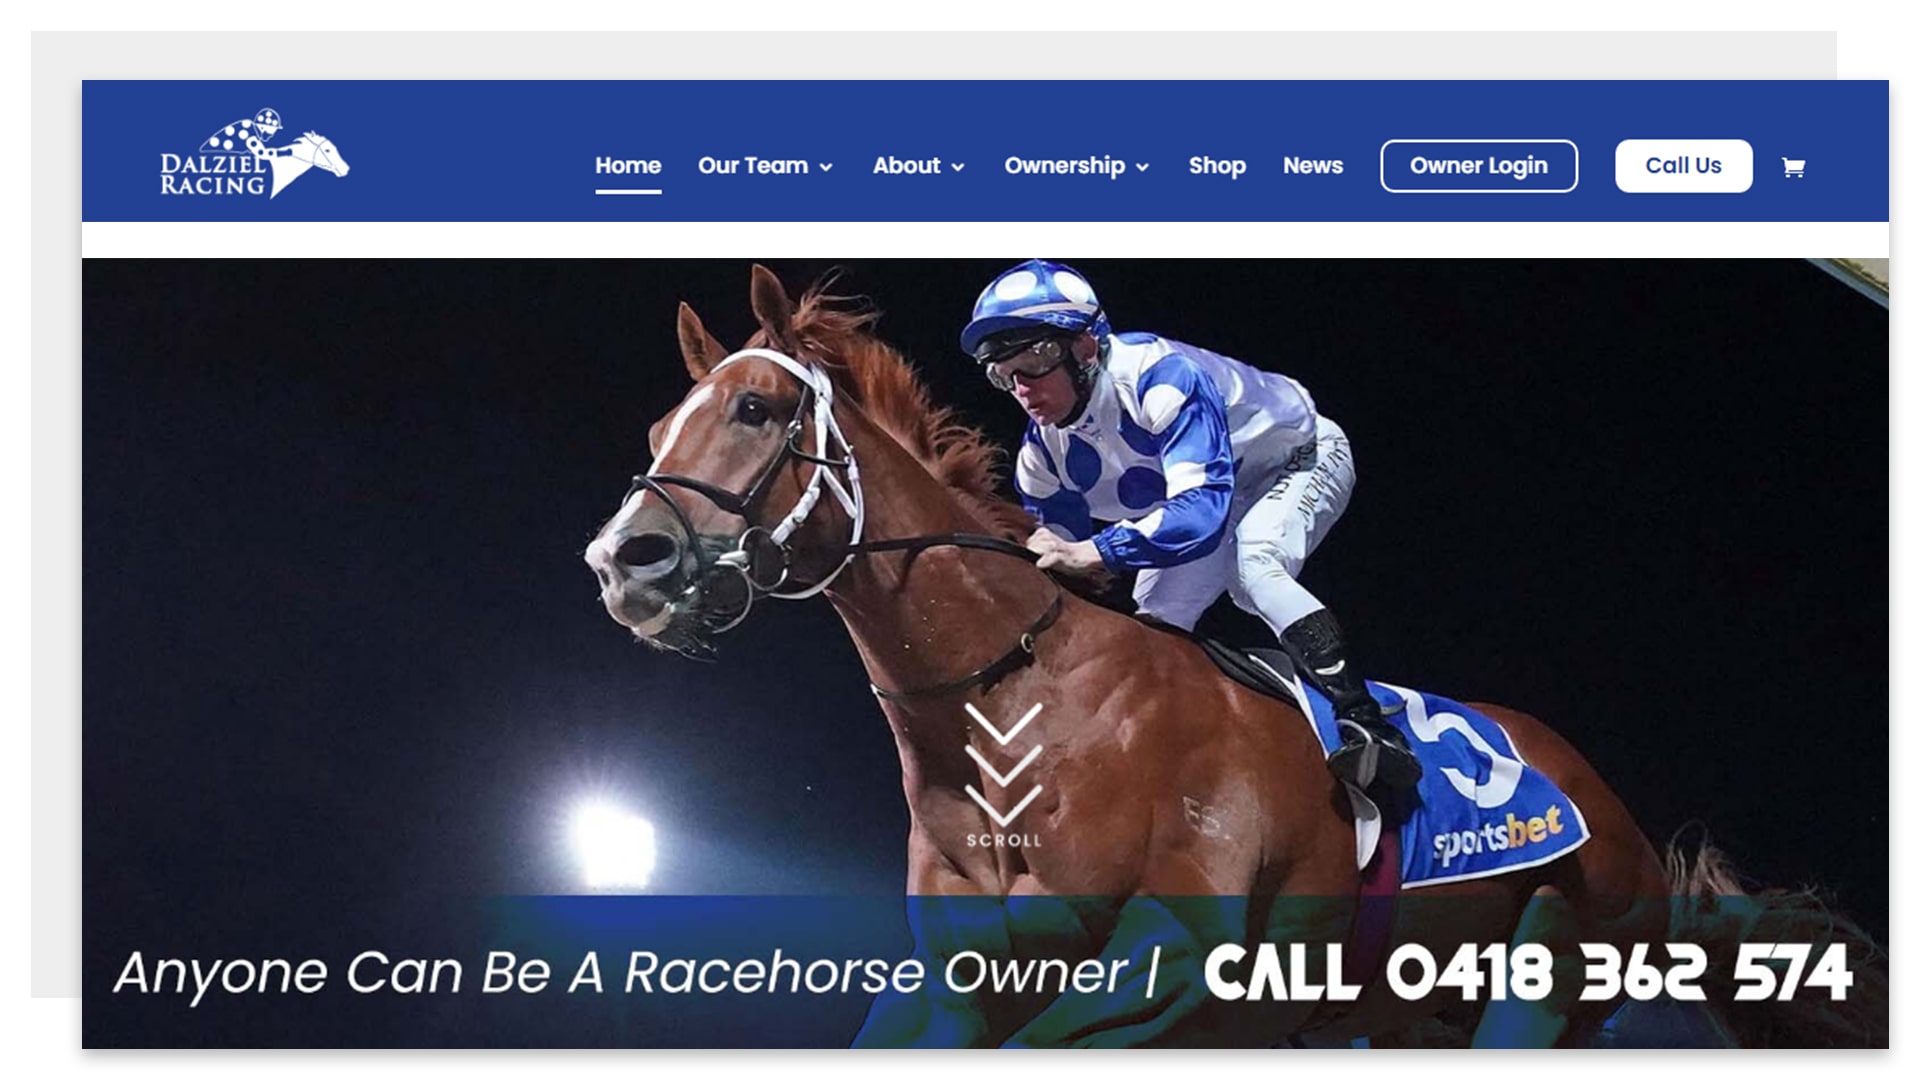 DALZIEL
RACING
Home Our Team About Ownership Shop News Owner Login Call Us
5
sportsbet
SCROLL
Anyone Can Be A Racehorse Owner | CALL 0418 362 574